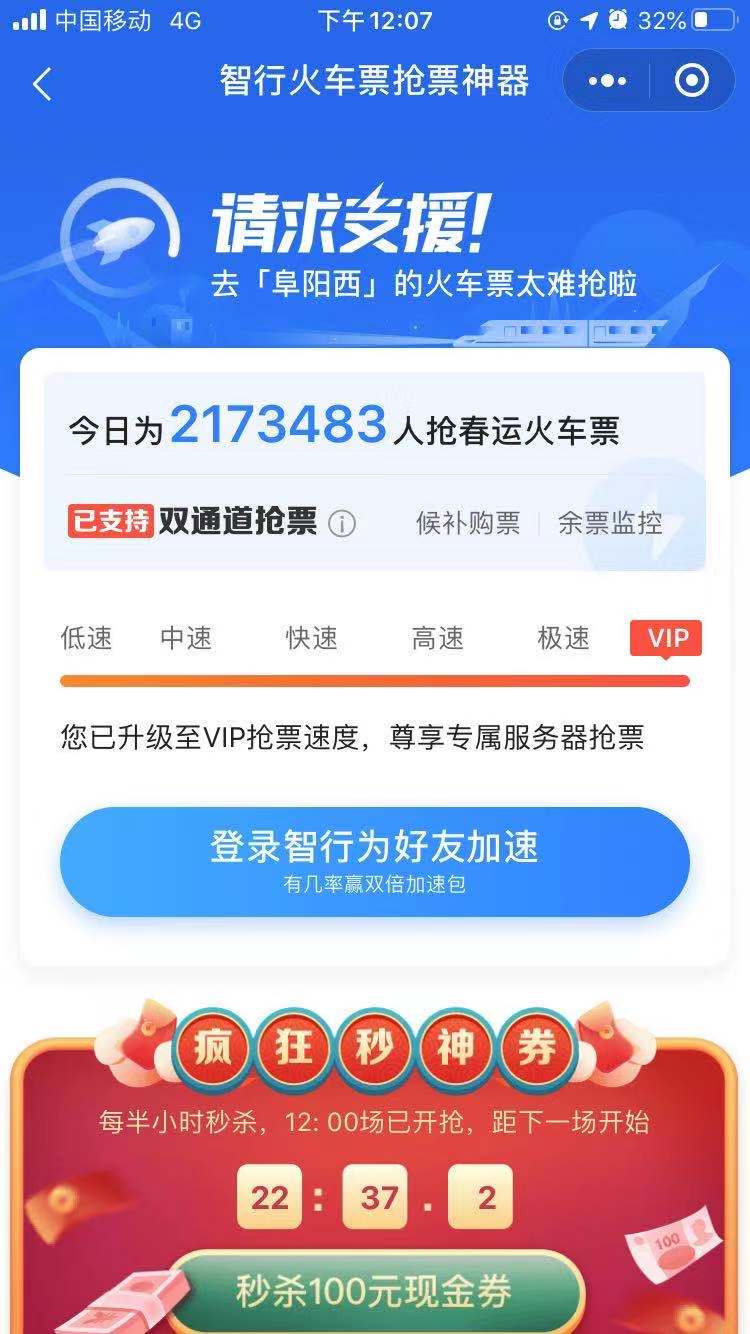 中国移动 4G 下午12:07 32%
智行火车票抢票神器
请求支援!
去「阜阳西」的火车票太难抢啦
今日为2173483人抢春运火车票
已支持 双通道抢票 候补购票 余票监控
低速 中速 快速 高速 极速 VIP
您已升级至VIP抢票速度，尊享专属服务器抢票
登录智行为好友加速
有几率赢双倍加速包
疯狂秒神券
每半小时秒杀，12: 00场已开抢，距下一场开始
22 : 37 . 2
100
秒杀100元现金券